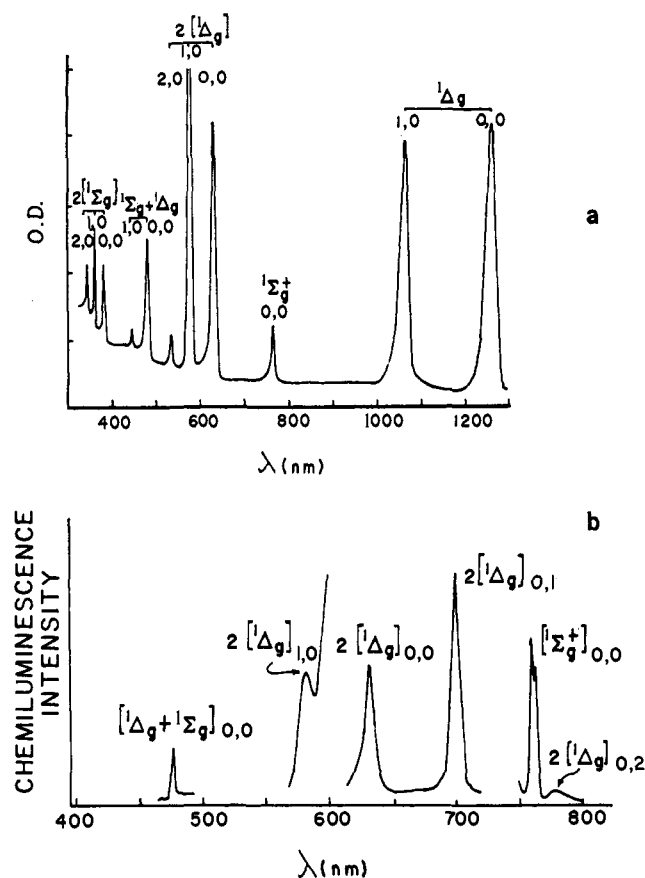 2 [¹Δg]
1,0
2,0 0,0
¹Δg
1,0 0,0
2[¹Σg] ¹Σg+¹Δg
1,0 1,0 0,0
2,0 0,0
¹Σg⁺
0,0
O.D.
a
400 600 800 1000 1200
λ (nm)
b
CHEMILUMINESCENCE
INTENSITY
2 [¹Δg]0,1
2 [¹Δg]1,0 2 [¹Δg]0,0 [¹Σg⁺]0,0
[¹Δg + ¹Σg]0,0
2 [¹Δg]0,2
400 500 600 700 800
λ (nm)